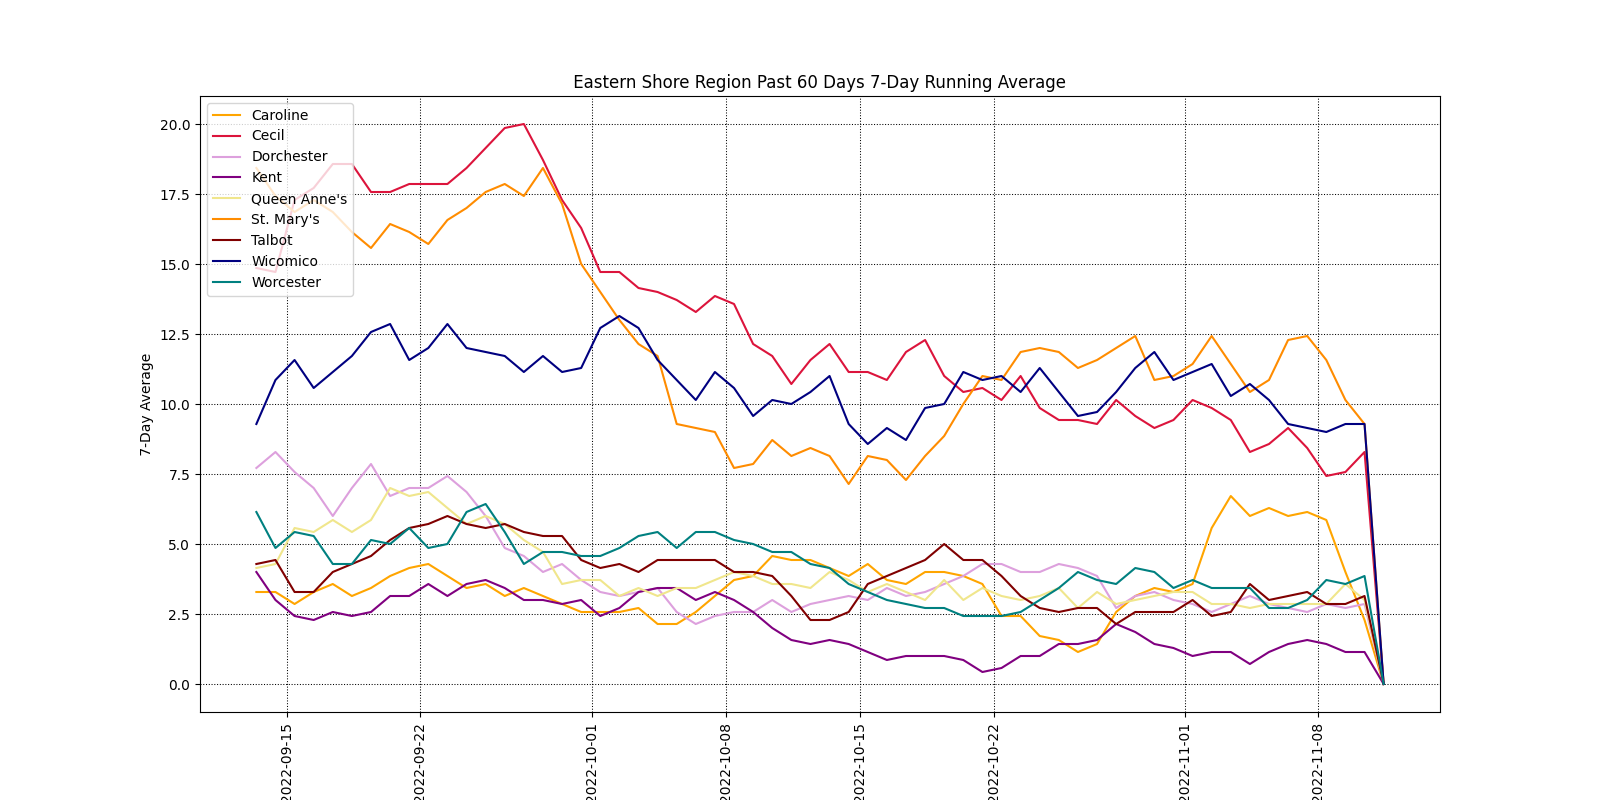 Eastern Shore Region Past 60 Days 7-Day Running Average
7-Day Average
20.0
17.5
15.0
12.5
10.0
7.5
5.0
2.5
0.0
Caroline
Cecil
Dorchester
Kent
Queen Anne's
St. Mary's
Talbot
Wicomico
Worcester
2022-09-15
2022-09-22
2022-10-01
2022-10-08
2022-10-15
2022-10-22
2022-11-01
2022-11-08